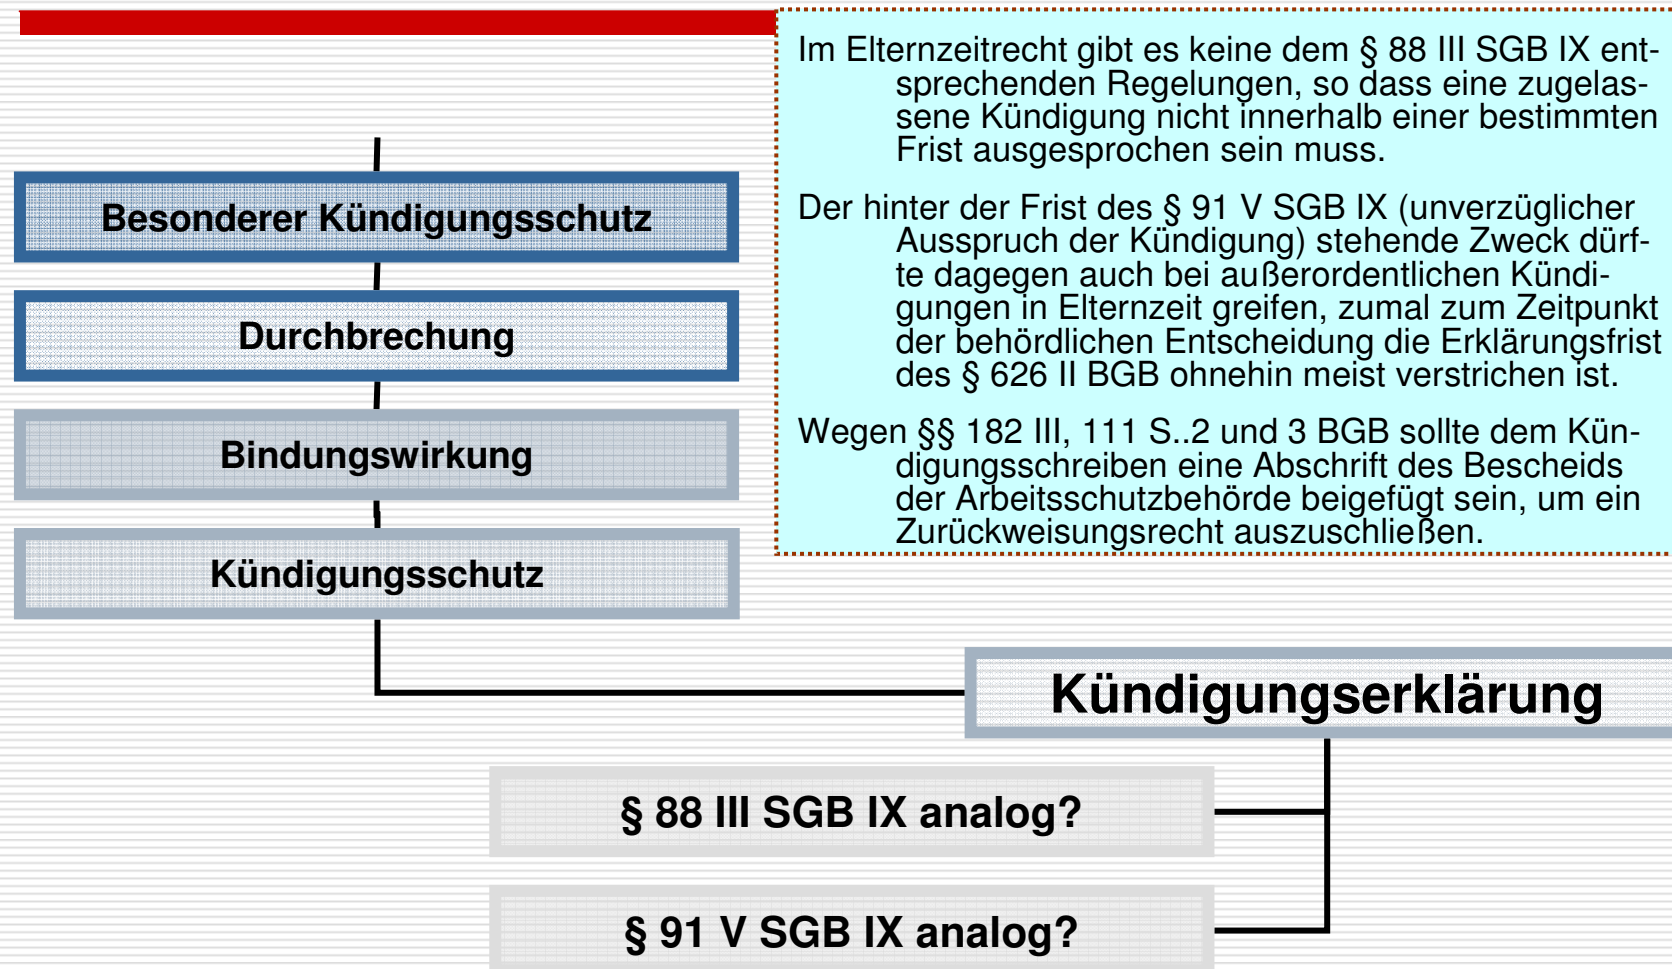 Im Elternzeitrecht gibt es keine dem § 88 III SGB IX ent-
sprechenden Regelungen, so dass eine zugelas-
sene Kündigung nicht innerhalb einer bestimmten
Frist ausgesprochen sein muss.
Der hinter der Frist des § 91 V SGB IX (unverzüglicher
Ausspruch der Kündigung) stehende Zweck dürf-
te dagegen auch bei außerordentlichen Kündi-
gungen in Elternzeit greifen, zumal zum Zeitpunkt
der behördlichen Entscheidung die Erklärungsfrist
des § 626 II BGB ohnehin meist verstrichen ist.
Wegen §§ 182 III, 111 S..2 und 3 BGB sollte dem Kün-
digungsschreiben eine Abschrift des Bescheids
der Arbeitsschutzbehörde beigefügt sein, um ein
Zurückweisungsrecht auszuschließen.
Besonderer Kündigungsschutz
Durchbrechung
Bindungswirkung
Kündigungsschutz
Kündigungserklärung
§ 88 III SGB IX analog?
§ 91 V SGB IX analog?